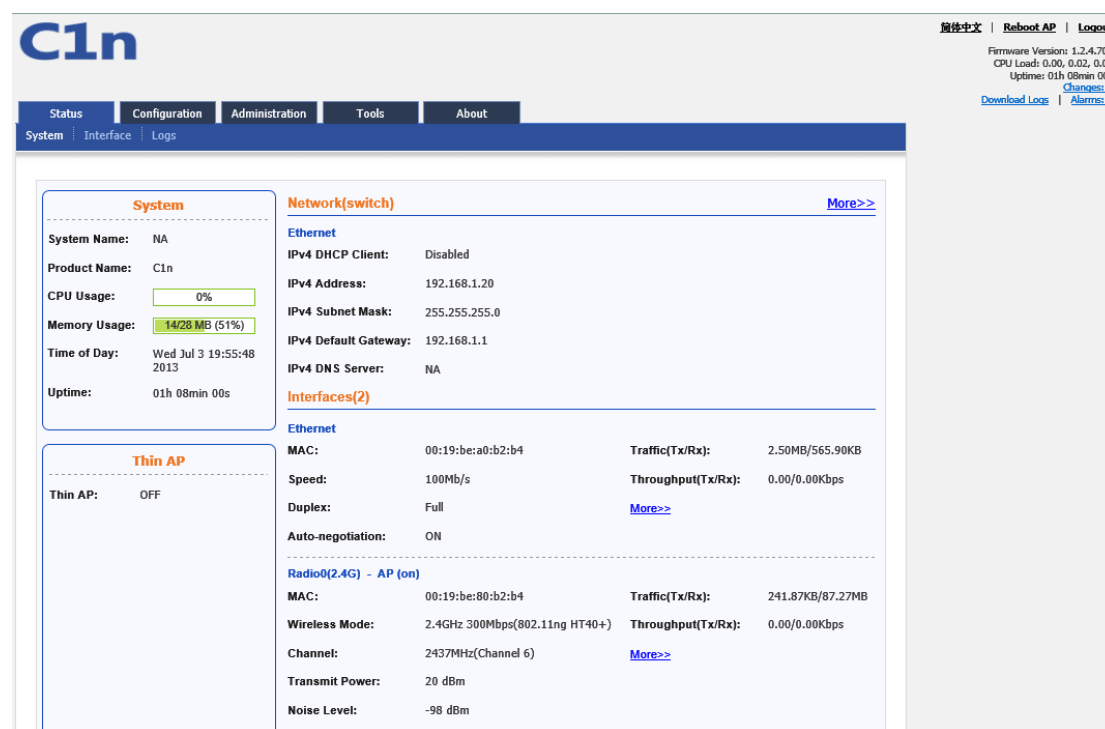 C1n
简体中文 | Reboot AP |
Firmware Version:
CPU Load: 0.00, 0.02,
Uptime: 01h 08min
Changes:
Download Logs | Alarms:
Status Configuration Administration Tools About
System Interface Logs
System
System Name: NA
Product Name: C1n
CPU Usage: 0%
Memory Usage: 14/28 MB (51%)
Time of Day: Wed Jul 3 19:55:48
2013
Uptime: 01h 08min 00s
Thin AP
Thin AP: OFF
Network(switch) More>>
Ethernet
IPv4 DHCP Client: Disabled
IPv4 Address: 192.168.1.20
IPv4 Subnet Mask: 255.255.255.0
IPv4 Default Gateway: 192.168.1.1
IPv4 DNS Server: NA
Interfaces(2)
Ethernet
MAC: 00:19:be:a0:b2:b4 Traffic(Tx/Rx): 2.50MB/565.90KB
Speed: 100Mb/s Throughput(Tx/Rx): 0.00/0.00Kbps
Duplex: Full More>>
Auto-negotiation: ON
Radio0(2.4G) - AP (on)
MAC: 00:19:be:80:b2:b4 Traffic(Tx/Rx): 241.87KB/87.27MB
Wireless Mode: 2.4GHz 300Mbps(802.11ng HT40+) Throughput(Tx/Rx): 0.00/0.00Kbps
Channel: 2437MHz(Channel 6) More>>
Transmit Power: 20 dBm
Noise Level: -98 dBm